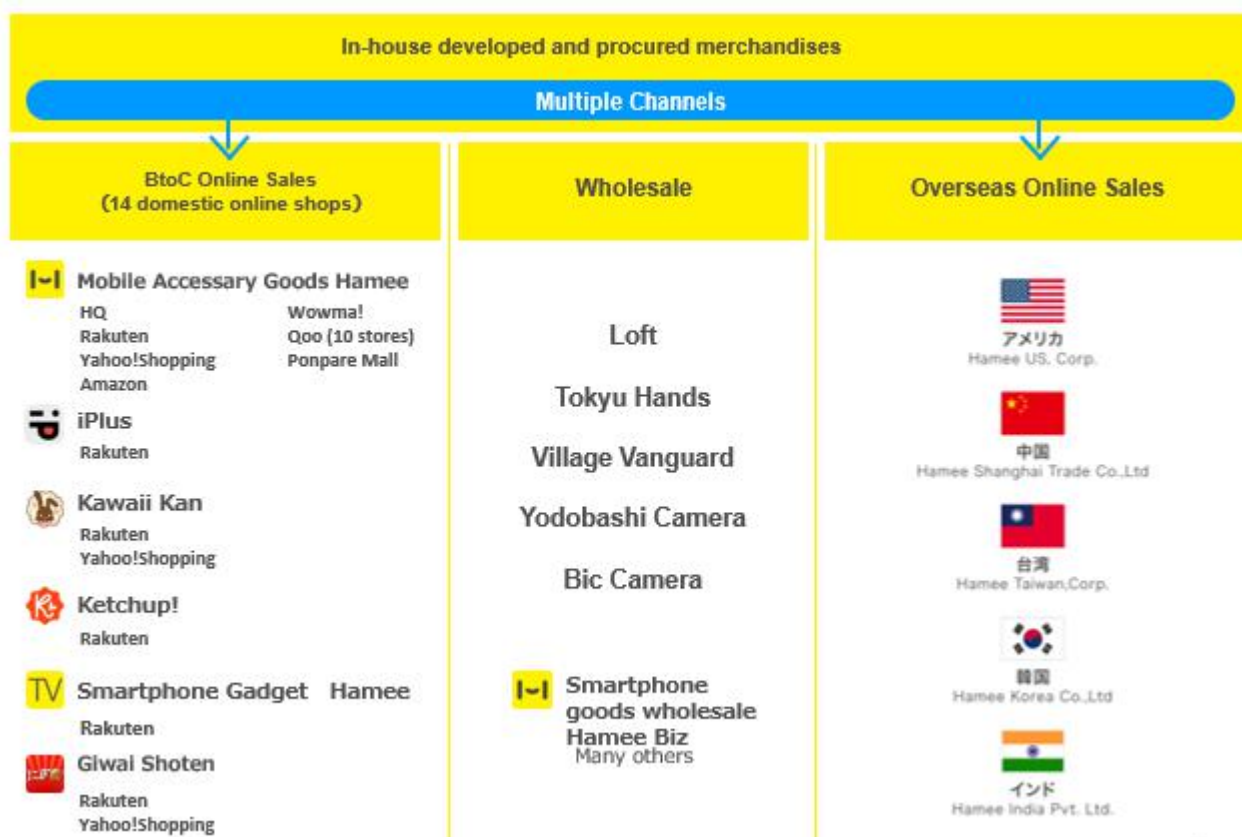 In-house developed and procured merchandises
Multiple Channels
BtoC Online Sales
(14 domestic online shops)
Mobile Accessary Goods Hamee
HQ
Rakuten
Yahoo!Shopping
Amazon
Wowma!
Qoo (10 stores)
Ponpare Mall
iPlus
Rakuten
Kawaii Kan
Rakuten
Yahoo!Shopping
Ketchup!
Rakuten
TV
Smartphone Gadget Hamee
Rakuten
Giwai Shoten
Rakuten
Yahoo!Shopping
Wholesale
Loft
Tokyu Hands
Village Vanguard
Yodobashi Camera
Bic Camera
Smartphone
goods wholesale
Hamee Biz
Many others
Overseas Online Sales
アメリカ
Hamee US, Corp.
中国
Hamee Shanghai Trade Co.,Ltd
台湾
Hamee Taiwan,Corp.
韓国
Hamee Korea Co.,Ltd
インド
Hamee India Pvt. Ltd.